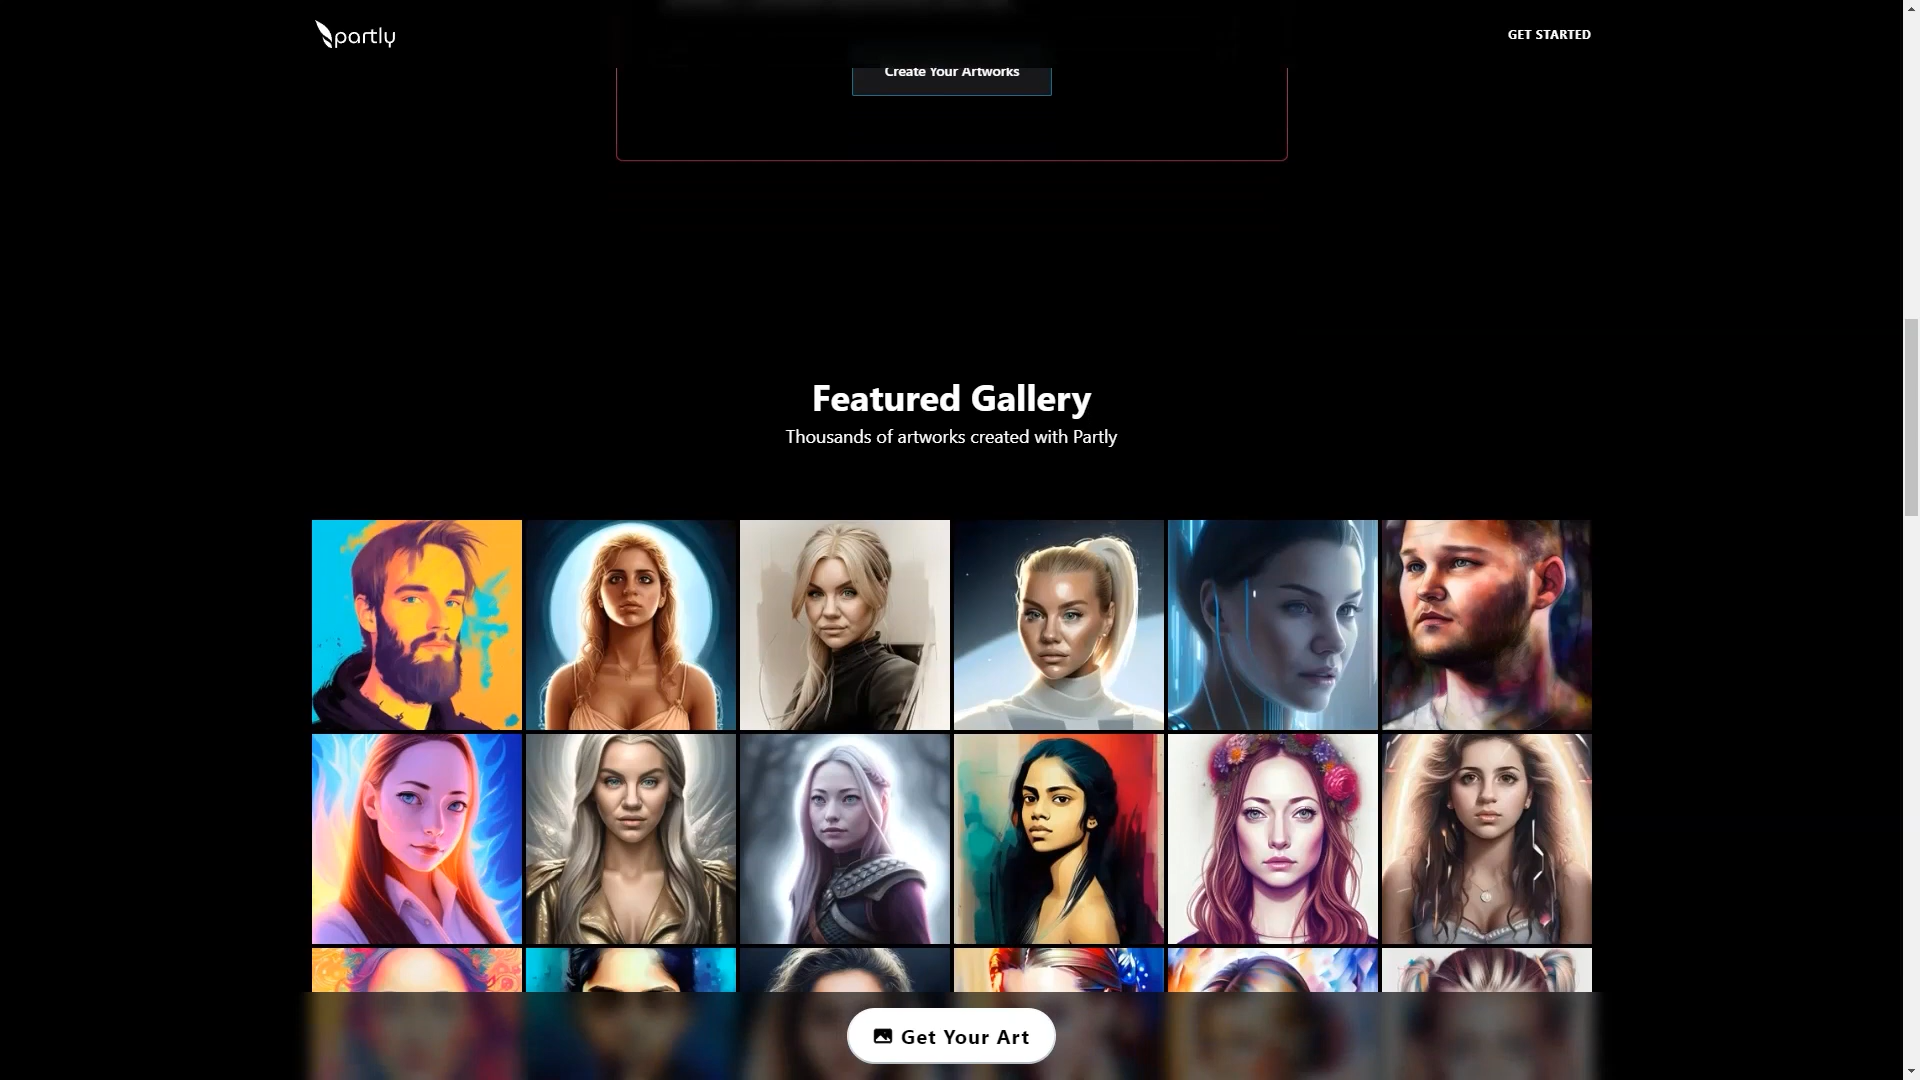 partly
GET STARTED
Create Your Artworks
Featured Gallery
Thousands of artworks created with Partly
Get Your Art